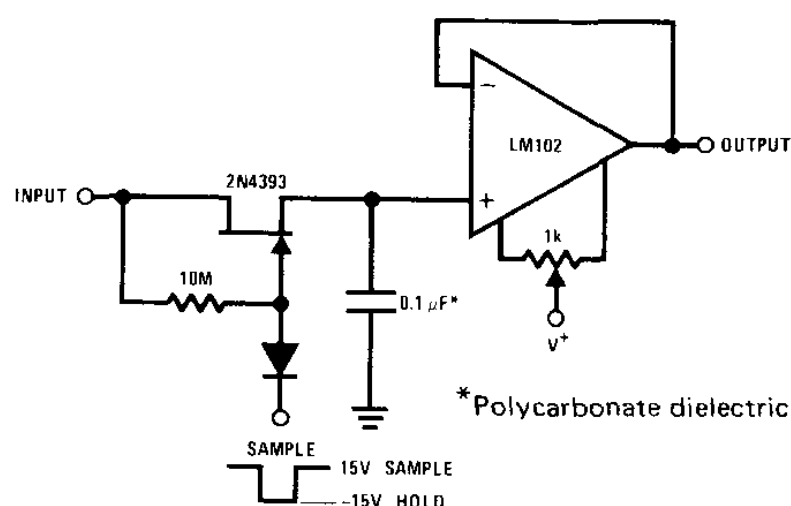 LM102
OUTPUT
INPUT
2N4393
−
+
1k
10M
0.1 μF*
V+
*Polycarbonate dielectric
SAMPLE
15V SAMPLE
-15V HOLD